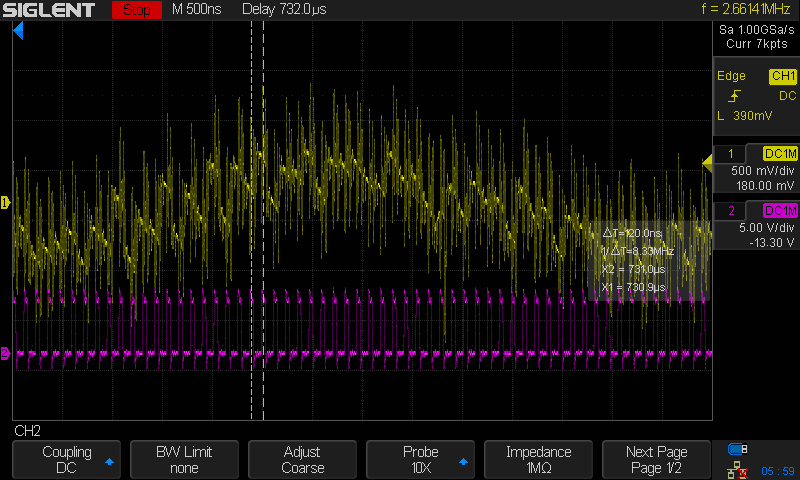 SIGLENT Stop M 500ns Delay 732.0µs f = 2.66141MHz
Sa 1.00GSa/s
Curr 7kpts
Edge CH1
DC
L 390mV
1 DC1M
500 mV/div
180.00 mV
2 DC1M
5.00 V/div
-13.30 V
1
△T=120.0ns
1/△T=8.33MHz
X2 = 731.0µs
X1 = 730.9µs
2
CH2
Coupling BW Limit Adjust Probe Impedance Next Page
DC none Coarse 10X 1MΩ Page 1/2
05:59